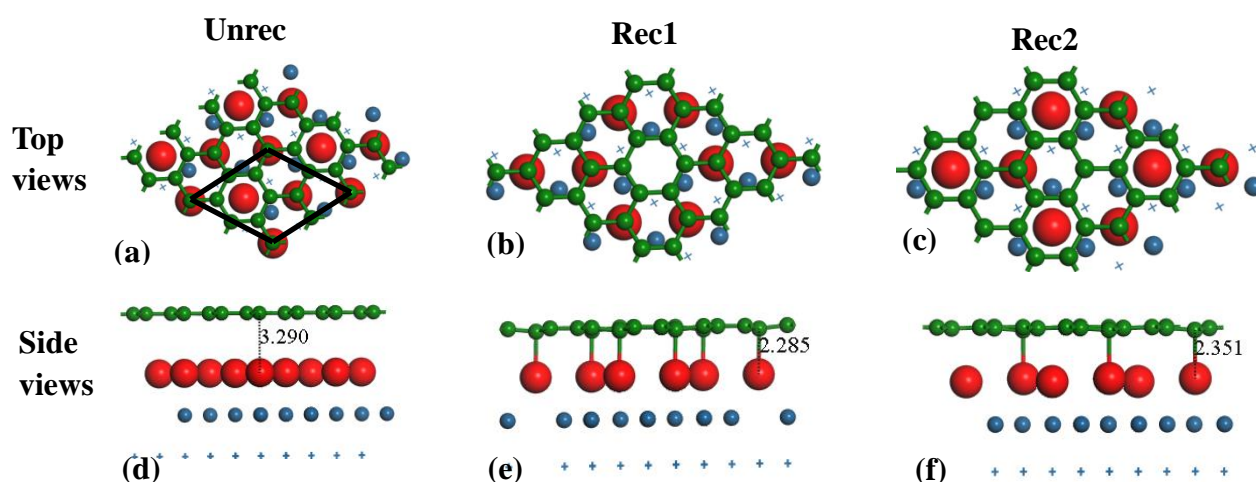 Unrec
Rec1
Rec2
Top
views
(a)
(b)
(c)
Side
views
3.290
2.285
2.351
(d)
(e)
(f)